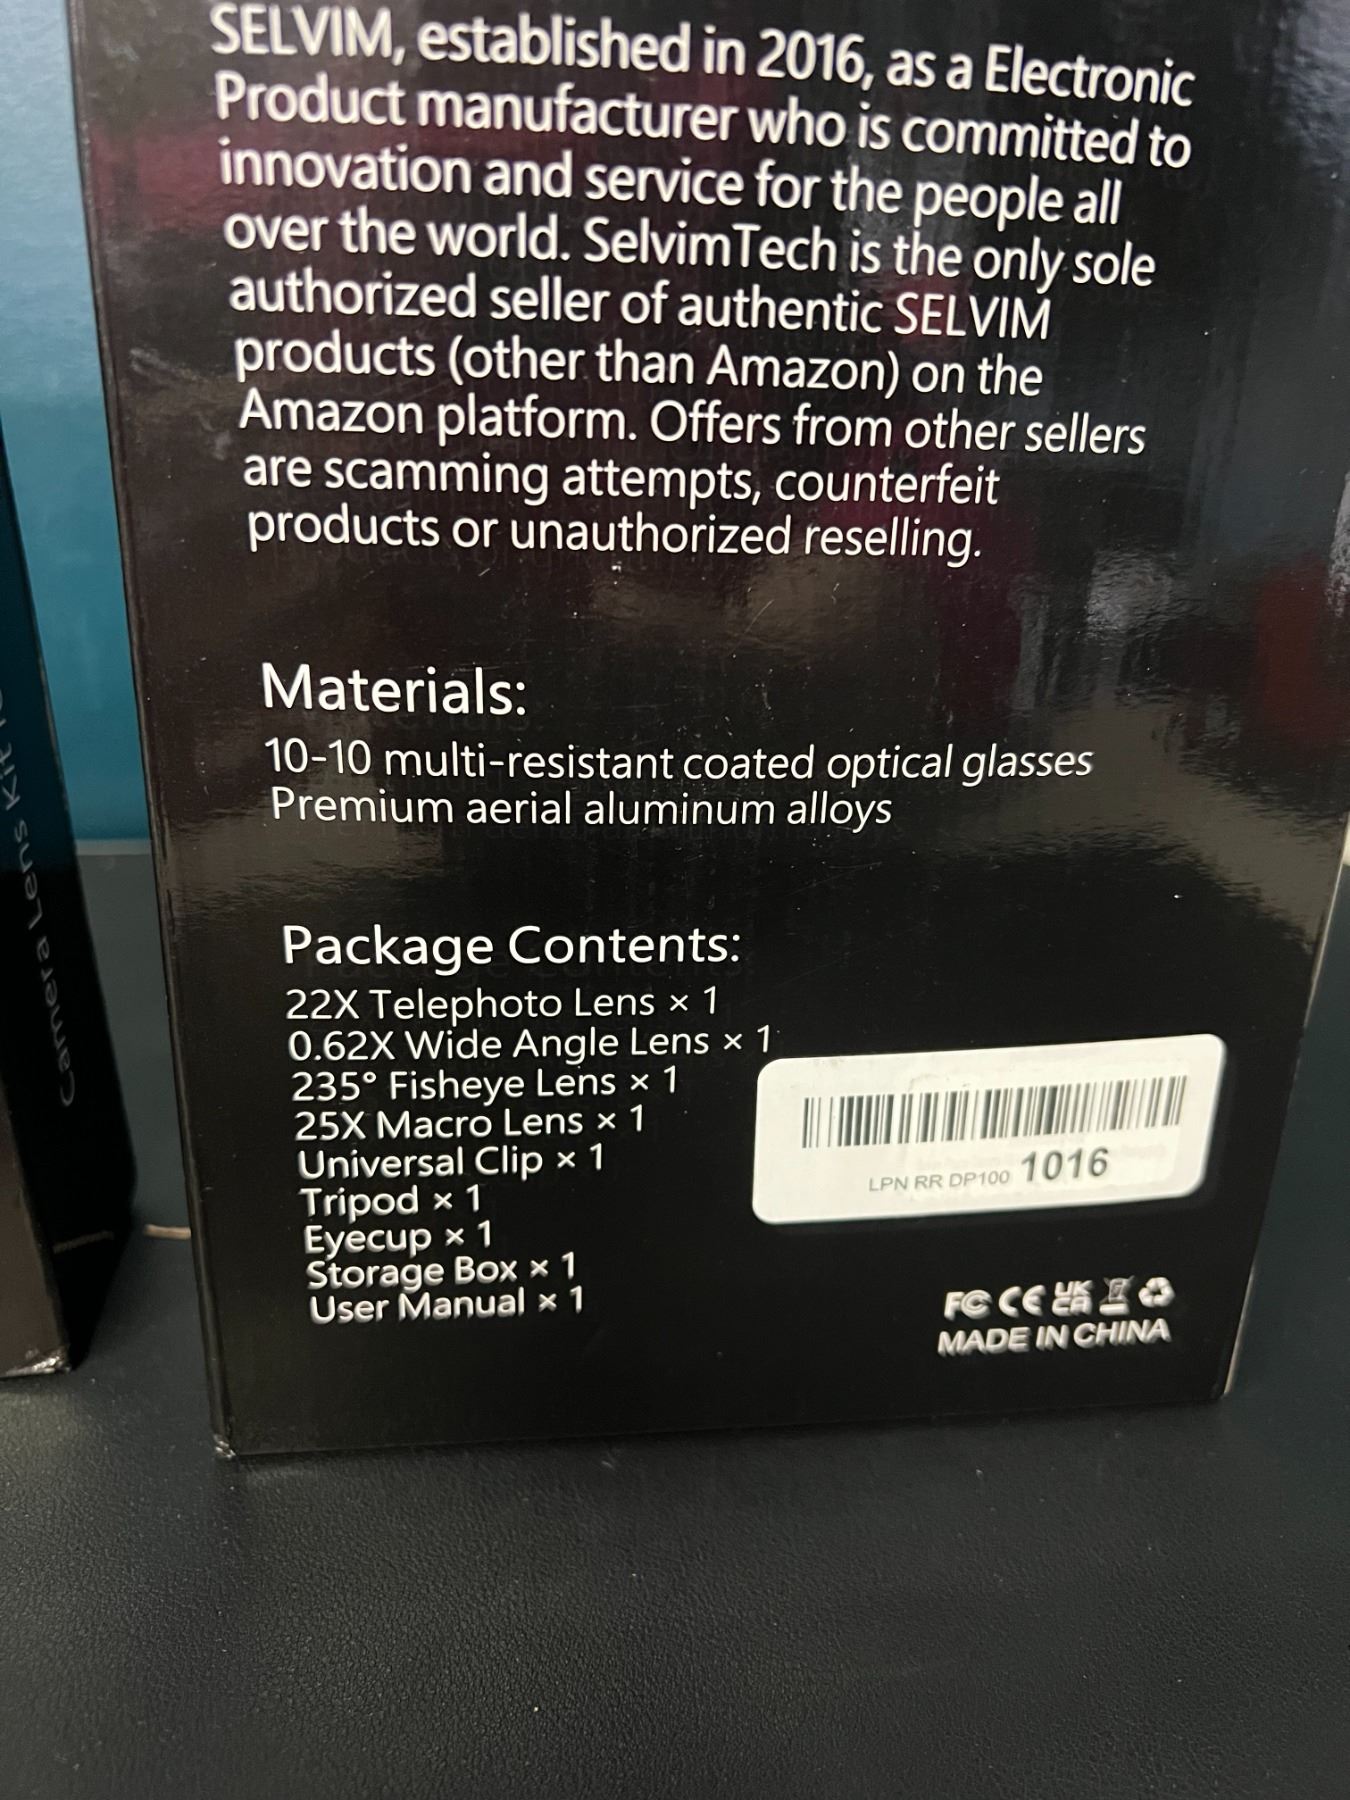 SELVIM, established in 2016, as a Electronic
Product manufacturer who is committed to
innovation and service for the people all
over the world. SelvimTech is the only sole
authorized seller of authentic SELVIM
products (other than Amazon) on the
Amazon platform. Offers from other sellers
are scamming attempts, counterfeit
products or unauthorized reselling.
Materials:
10-10 multi-resistant coated optical glasses
Premium aerial aluminum alloys
Package Contents:
22X Telephoto Lens × 1
0.62X Wide Angle Lens × 1
235° Fisheye Lens × 1
25X Macro Lens × 1
Universal Clip × 1
Tripod × 1
Eyecup × 1
Storage Box × 1
User Manual × 1
LPN RR DP100 1016
FC CE UK CA
MADE IN CHINA
Camera Lens Kit